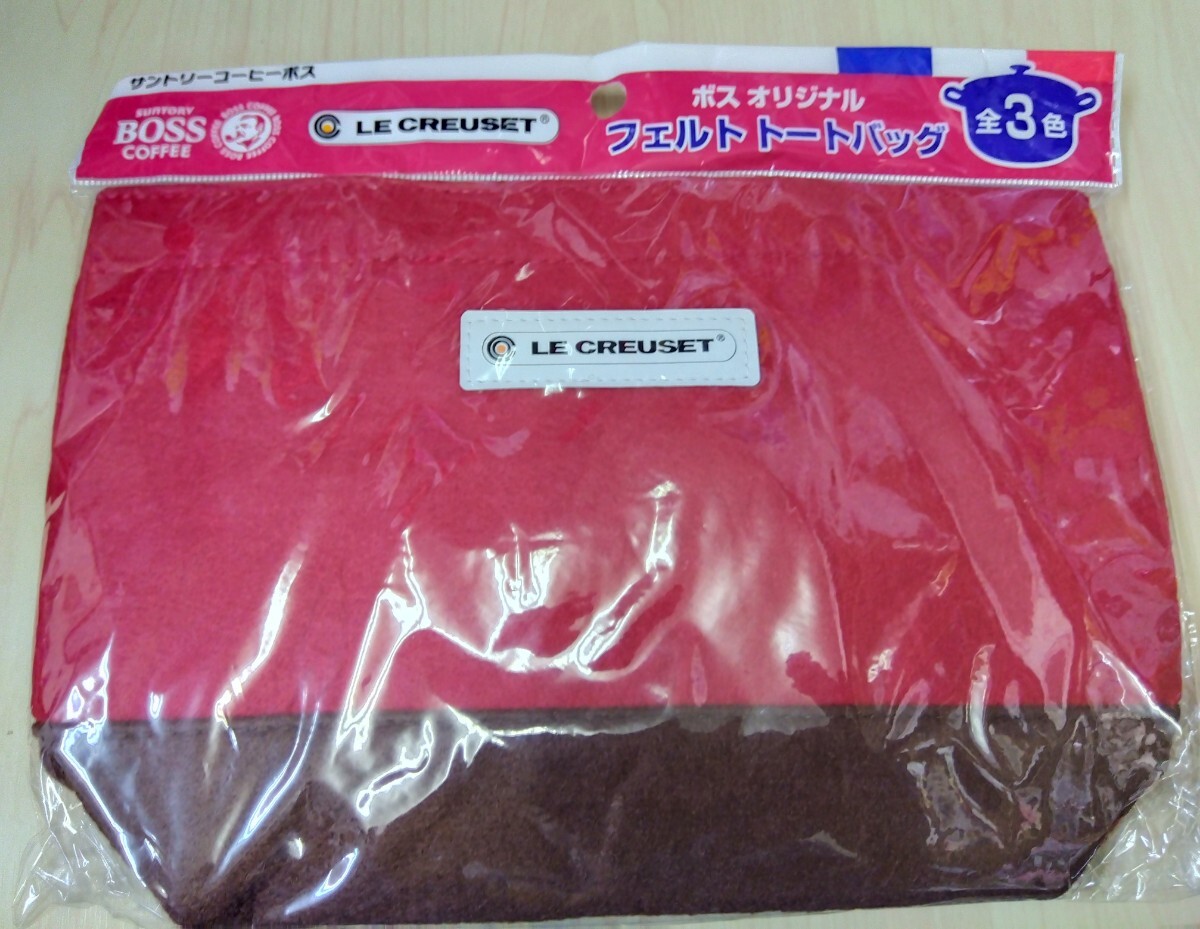 サントリーコーヒーボス
SUNTORY
BOSS
COFFEE
LE CREUSET®
ボス オリジナル
フェルト トートバッグ
全3色
LE CREUSET®